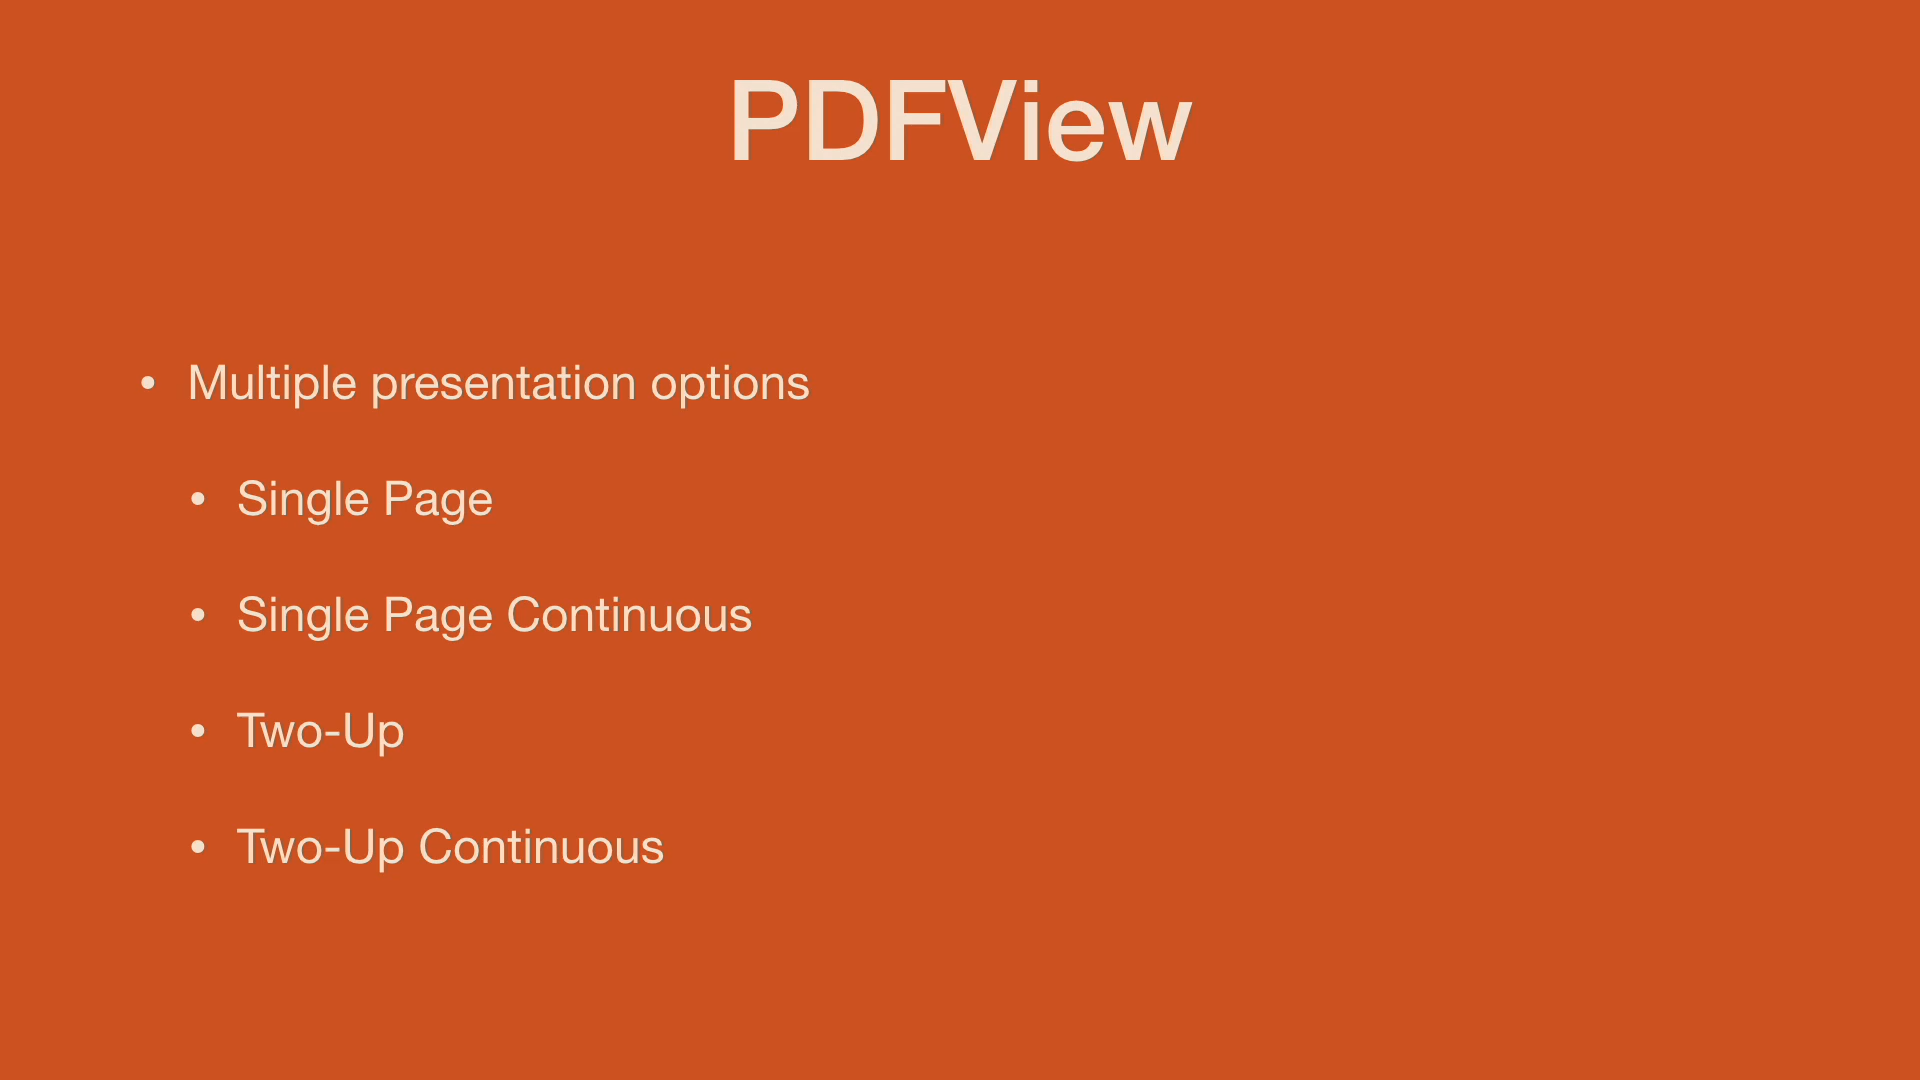 PDFView
• Multiple presentation options
• Single Page
• Single Page Continuous
• Two-Up
• Two-Up Continuous